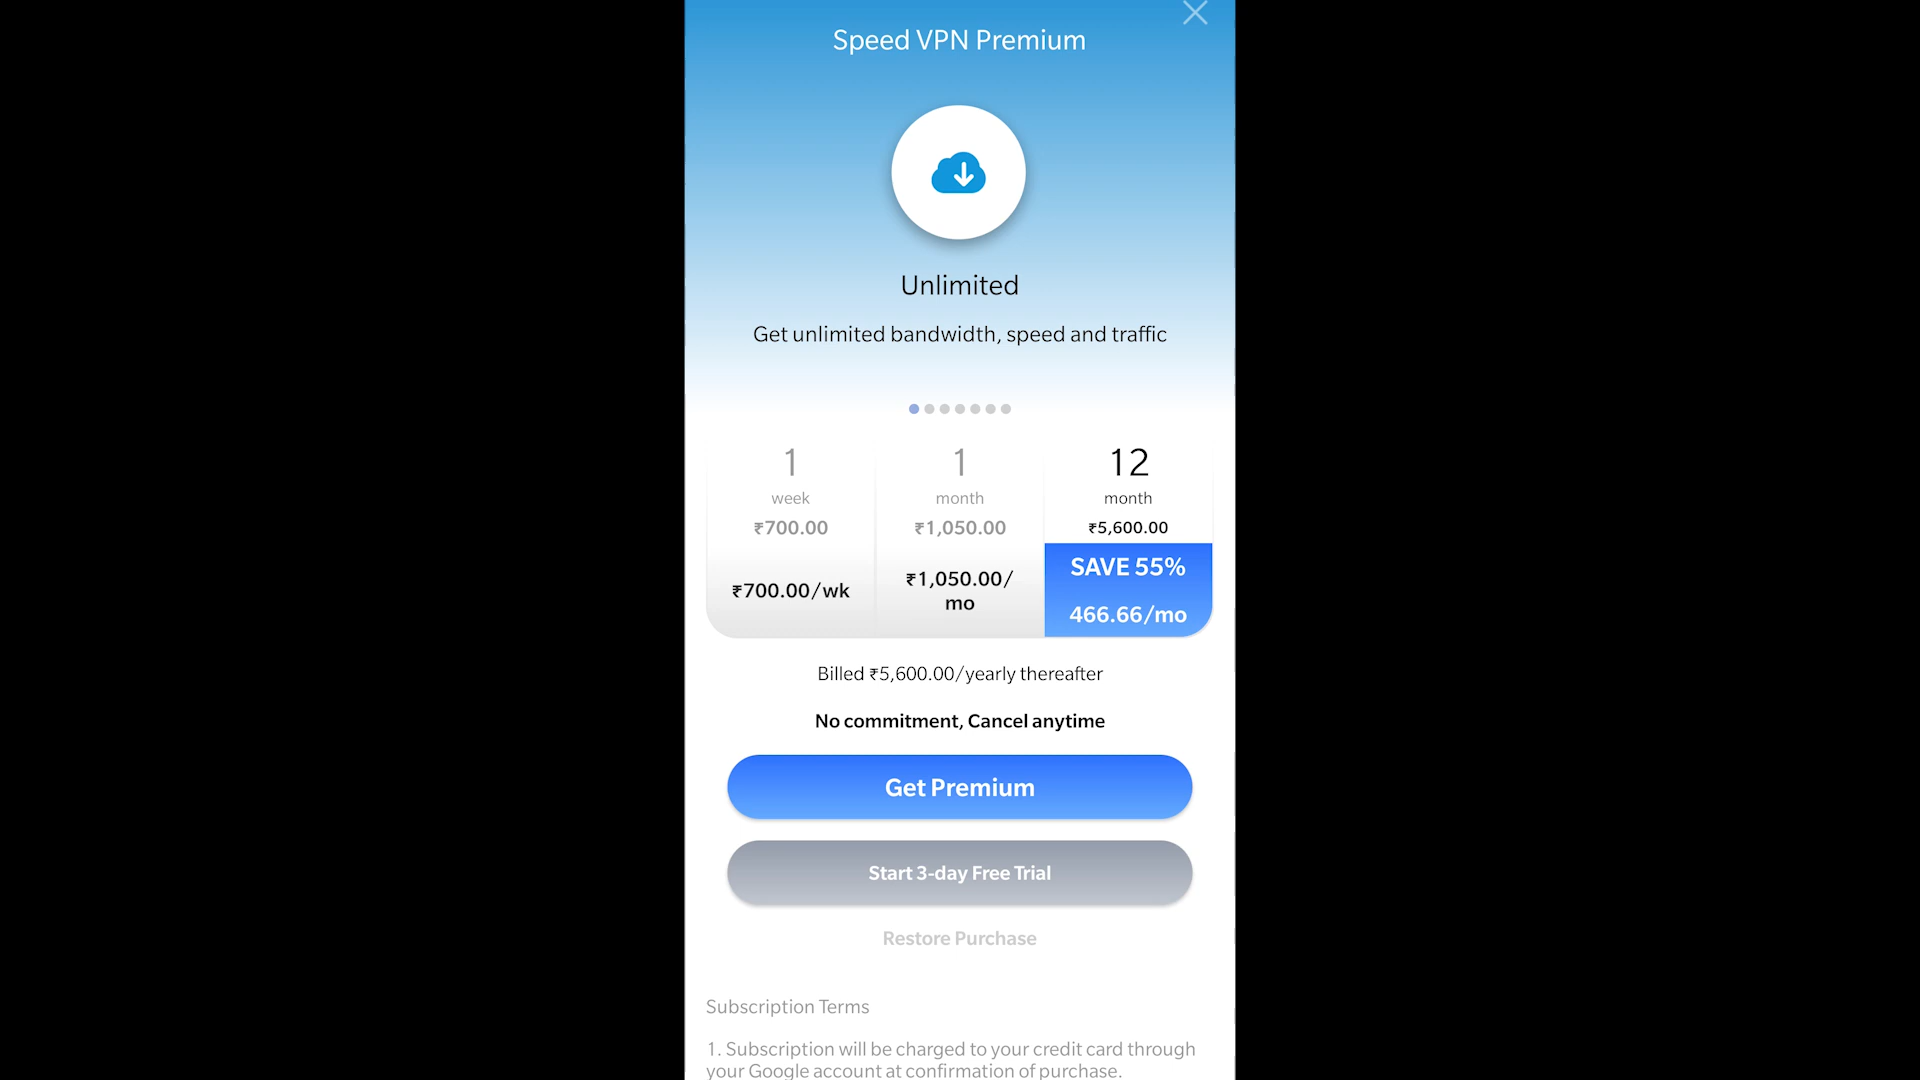 Speed VPN Premium
Unlimited
Get unlimited bandwidth, speed and traffic
1
week
₹700.00
₹700.00/wk
1
month
₹1,050.00
₹1,050.00/
mo
12
month
₹5,600.00
SAVE 55%
466.66/mo
Billed ₹5,600.00/yearly thereafter
No commitment, Cancel anytime
Get Premium
Start 3-day Free Trial
Restore Purchase
Subscription Terms
1. Subscription will be charged to your credit card through
your Google account at confirmation of purchase.